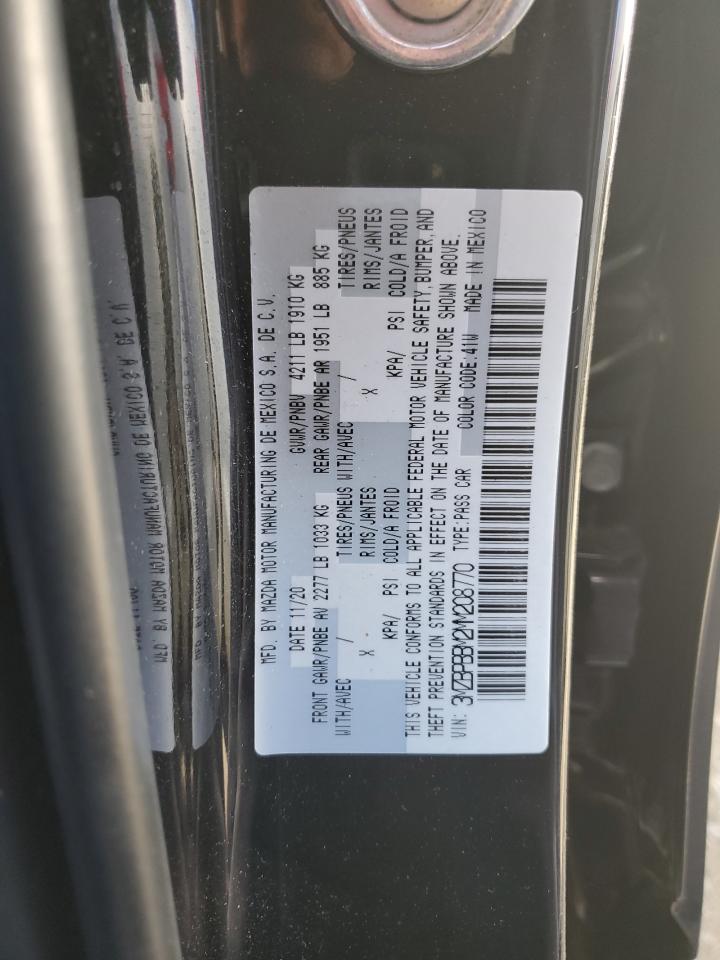 MFD. BY MAZDA MOTOR MANUFACTURING DE MEXICO S.A. DE C.V.
DATE 11/20 GVWR/PNBV 4211 LB 1910 KG
FRONT GAWR/PNBE AV 2277 LB 1033 KG REAR GAWR/PNBE AR 1951 LB 885 KG
WITH/AVEC / TIRES/PNEUS WITH/AVEC / TIRES/PNEUS
X RIMS/JANTES X RIMS/JANTES
KPA/ PSI COLD/A FROID KPA/ PSI COLD/A FROID
THIS VEHICLE CONFORMS TO ALL APPLICABLE FEDERAL MOTOR VEHICLE SAFETY, BUMPER, AND
THEFT PREVENTION STANDARDS IN EFFECT ON THE DATE OF MANUFACTURE SHOWN ABOVE.
VIN: 3MZBPBBM2MM208770 TYPE:PASS CAR COLOR CODE:41W MADE IN MEXICO